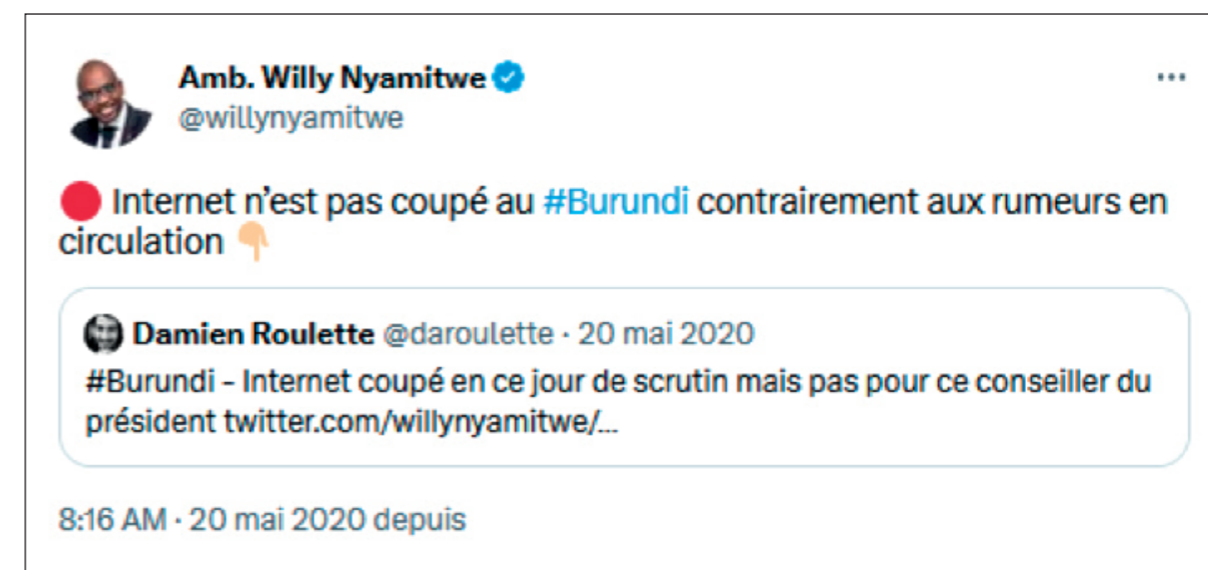 Amb. Willy Nyamitwe
@willynyamitwe
🔴 Internet n’est pas coupé au #Burundi contrairement aux rumeurs en
circulation 👇🏼
Damien Roulette @daroulette · 20 mai 2020
#Burundi - Internet coupé en ce jour de scrutin mais pas pour ce conseiller du
président twitter.com/willynyamitwe/...
8:16 AM · 20 mai 2020 depuis